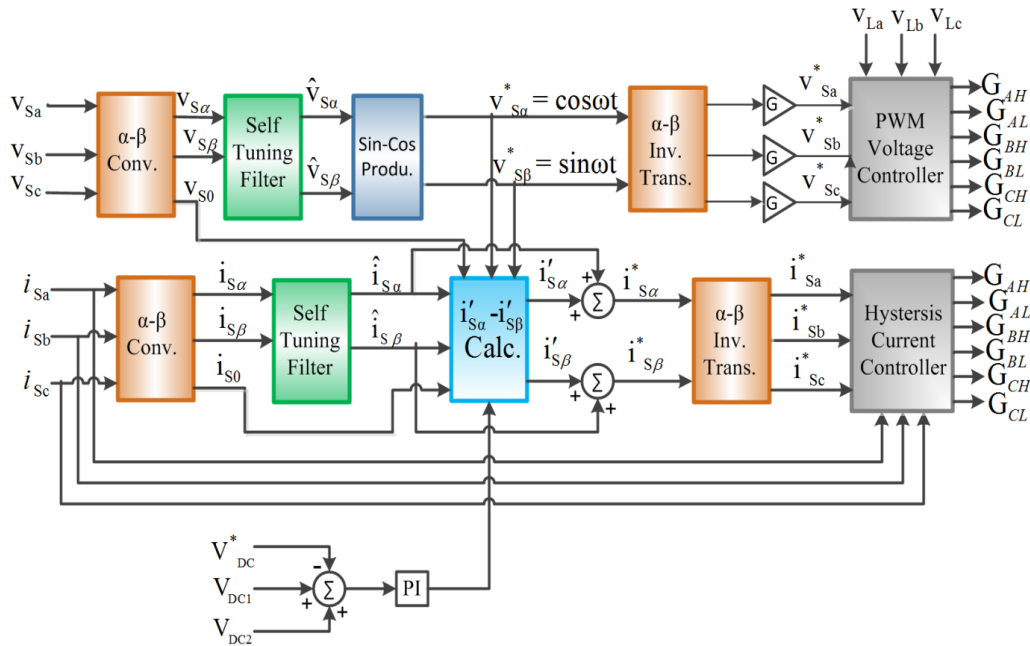 v_La v_Lb v_Lc
v_Sa
v_Sb
v_Sc
α-β
Conv.
v_Sα
v_Sβ
v_S0
Self
Tuning
Filter
v̂_Sα
v̂_Sβ
Sin-Cos
Produ.
v*_Sα = cosωt
v*_Sβ = sinωt
α-β
Inv.
Trans.
G
G
G
v*_Sa
v*_Sb
v*_Sc
PWM
Voltage
Controller
G_AH
G_AL
G_BH
G_BL
G_CH
G_CL
i_Sa
i_Sb
i_Sc
α-β
Conv.
i_Sα
i_Sβ
i_S0
Self
Tuning
Filter
î_Sα
î_Sβ
i′_Sα -i′_Sβ
Calc.
i′_Sα
i′_Sβ
+
Σ
+
Σ
+
+
i*_Sα
i*_Sβ
α-β
Inv.
Trans.
i*_Sa
i*_Sb
i*_Sc
Hystersis
Current
Controller
G_AH
G_AL
G_BH
G_BL
G_CH
G_CL
V*_DC
V_DC1
V_DC2
-
+
Σ
+
PI